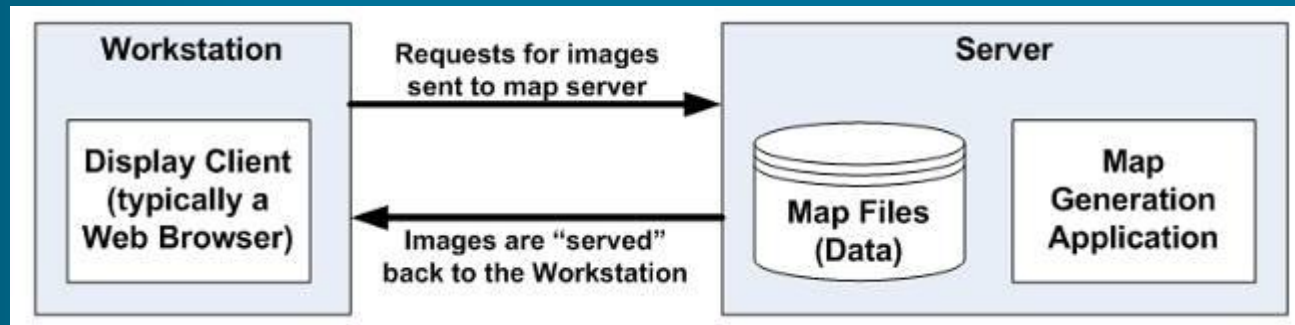 Workstation
Display Client
(typically a
Web Browser)
Requests for images
sent to map server
Images are “served”
back to the Workstation
Server
Map Files
(Data)
Map
Generation
Application